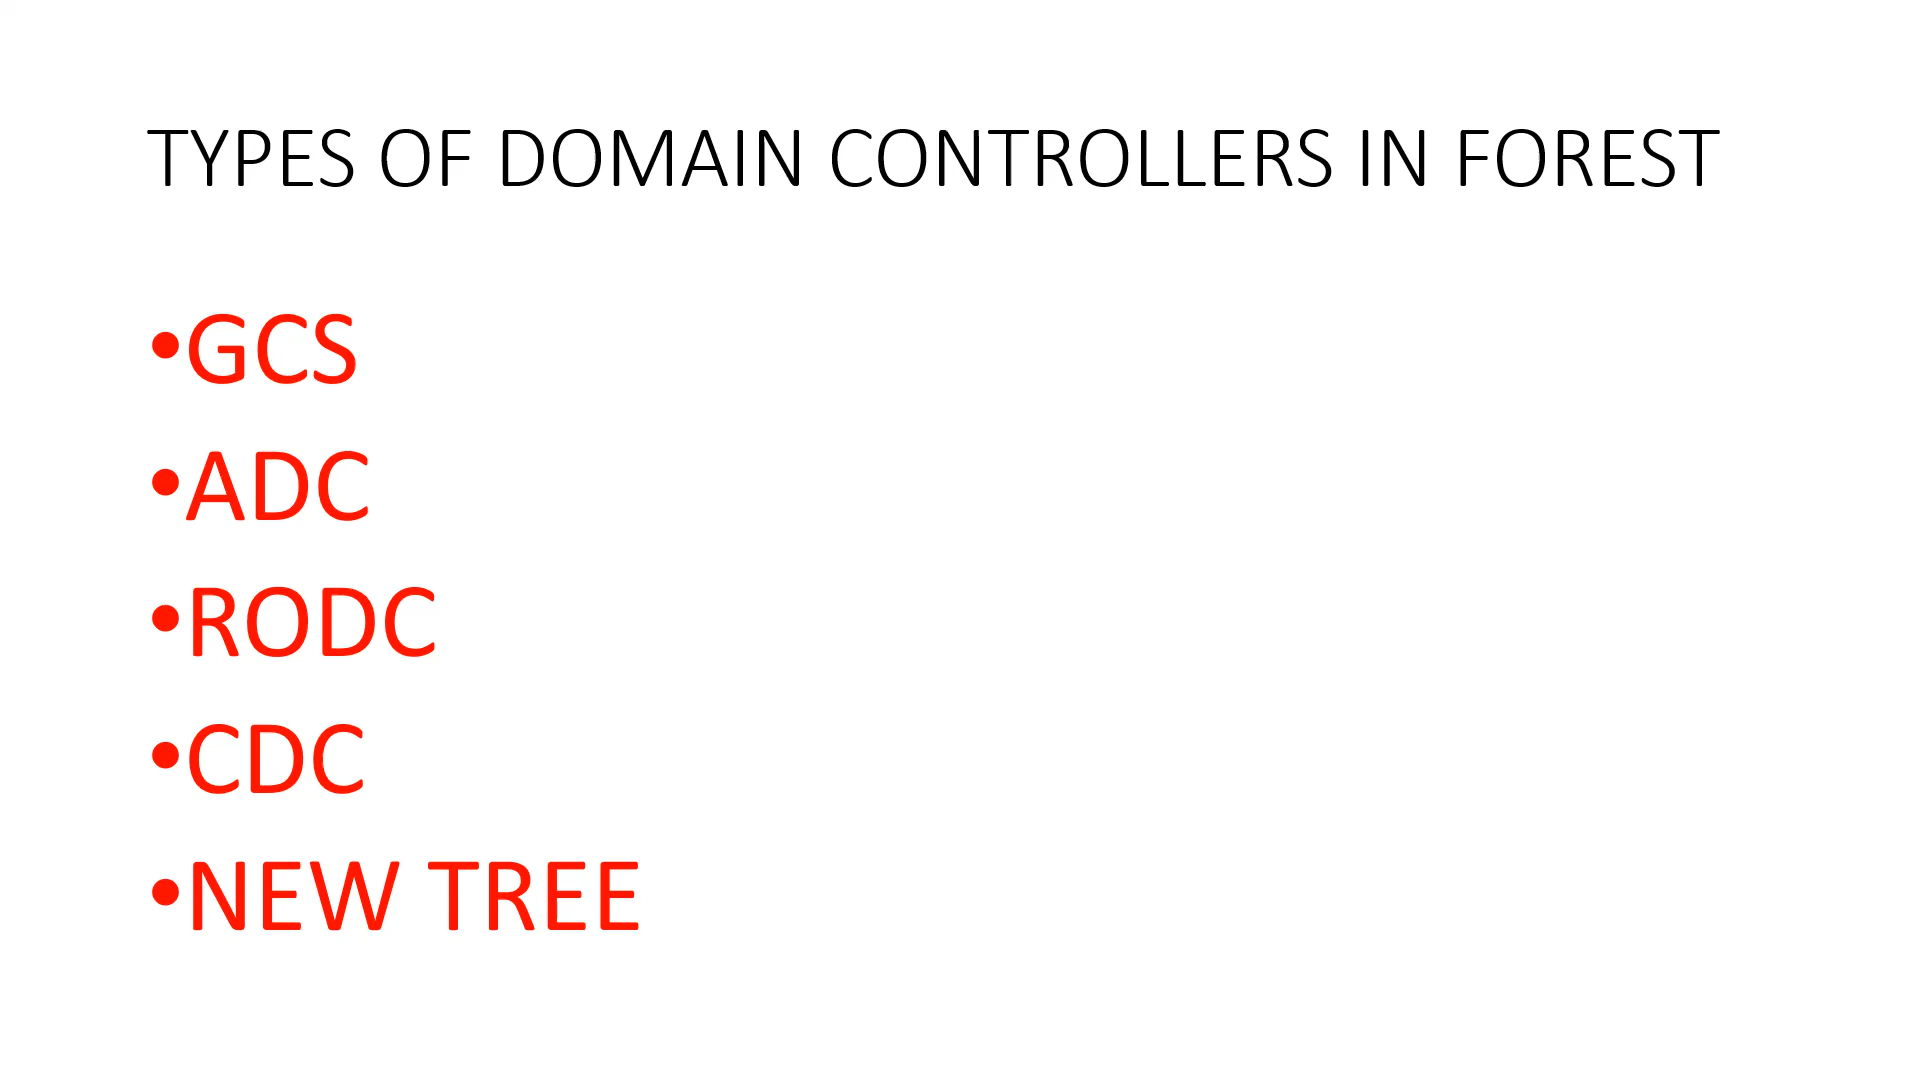 TYPES OF DOMAIN CONTROLLERS IN FOREST
•GCS
•ADC
•RODC
•CDC
•NEW TREE